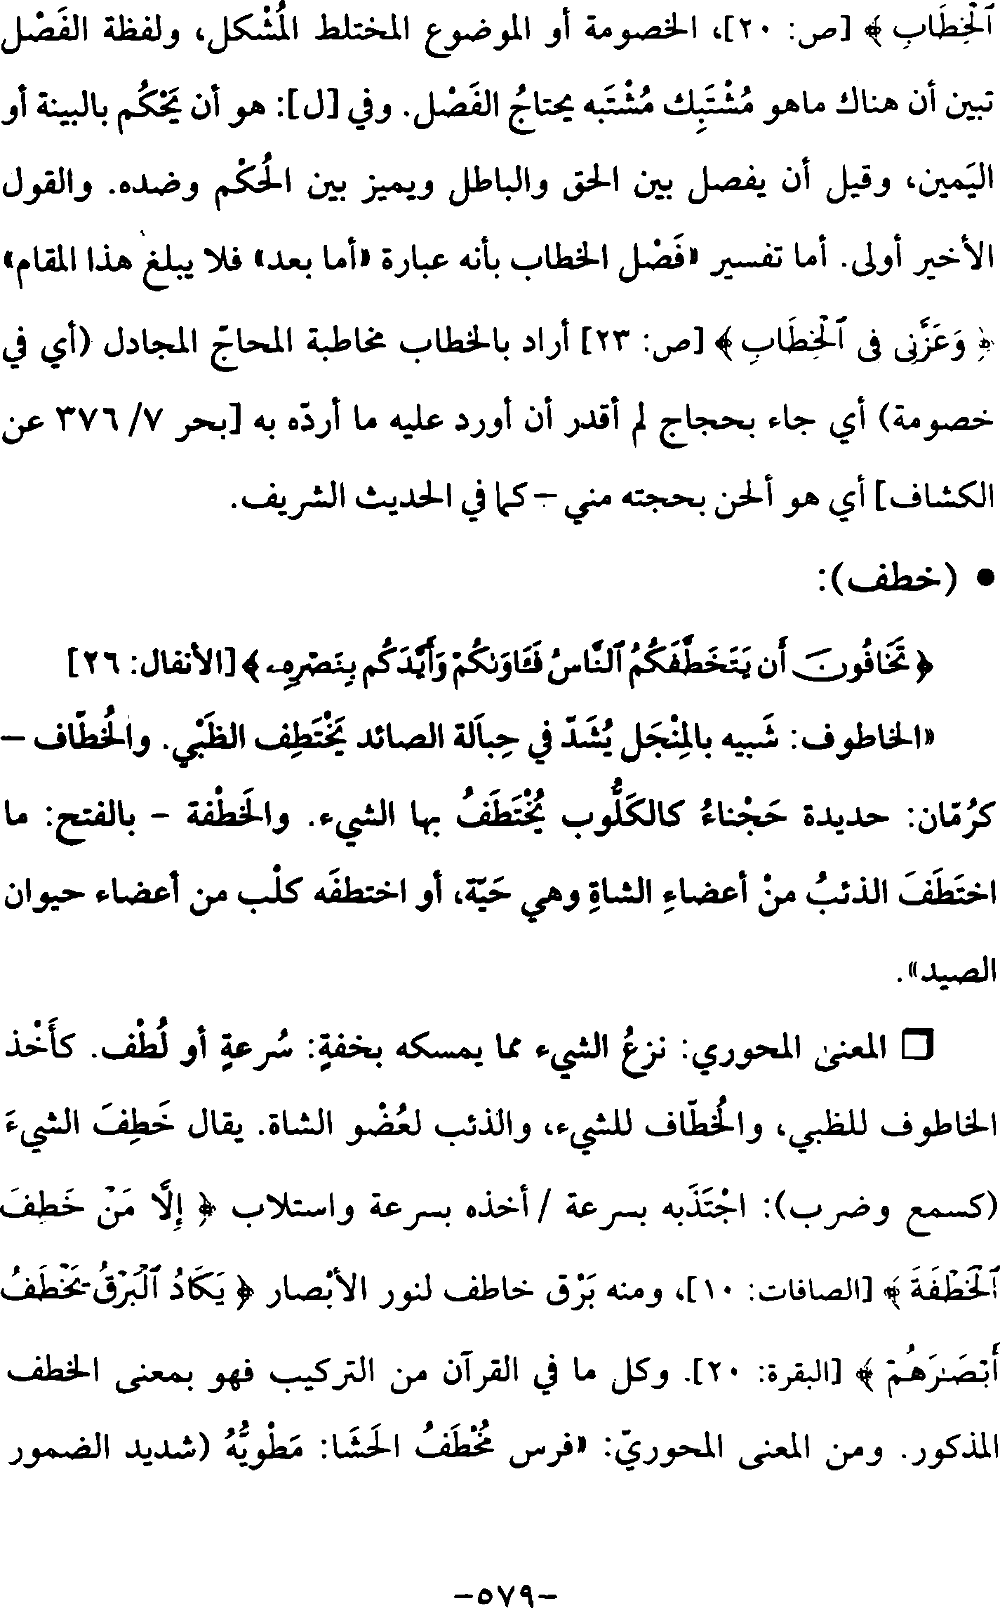 ٱلْخِطَابِ ﴾ [ص: ٢٠]، الخصومة أو الموضوع المختلط المُشْكل، ولفظة الفَصْل
تبين أن هناك ماهو مُشْتَبِك مُشْتَبه يحتاجُ الفَصْل. وفي [ل]: هو أن يَحْكُم بالبينة أو
اليَمين، وقيل أن يفصل بين الحق والباطل ويميز بين الحُكْم وضده. والقول
الأخير أولى. أما تفسير «فَصْل الخطاب بأنه عبارة «أما بعد» فلا يبلغ هذا المقام»
﴿ وَعَزَّنِى فِى ٱلْخِطَابِ ﴾ [ص: ٢٣] أراد بالخطاب مخاطبة المحاجّ المجادل (أي في
خصومة) أي جاء بحجاج لم أقدر أن أورد عليه ما أردّه به [بحر ٧/ ٣٧٦ عن
الكشاف] أي هو ألحن بحجته مني – كما في الحديث الشريف.
● (خطف):
﴿ تَخَافُونَ أَن يَتَخَطَّفَكُمُ ٱلنَّاسُ فَـَٔاوَىٰكُمْ وَأَيَّدَكُم بِنَصْرِهِۦ ﴾ [الأنفال: ٢٦]
«الخاطوف: شَبيه بالمِنْجَل يُشَدّ في حِباَلة الصائد يَخْتَطِف الظَبْي. والخُطّاف –
كرُمّان: حديدة حَجْناءُ كالكَلُّوب يُخْتَطَفُ بها الشيء. والخَطْفة – بالفتح: ما
اختَطَفَ الذئبُ منْ أعضاءِ الشاةِ وهي حَيّة، أو اختطفَه كلْب من أعضاء حيوان
الصيد».
❒ المعنى المحوري: نزعُ الشيء مما يمسكه بخفةٍ: سُرعةٍ أو لُطْف. كأَخْذ
الخاطوف للظبي، والخُطّاف للشيء، والذئب لعُضْو الشاة. يقال خَطِفَ الشيءَ
(كسمع وضرب): اجْتَذَبه بسرعة / أخذه بسرعة واستلاب ﴿ إِلَّا مَنْ خَطِفَ
ٱلْخَطْفَةَ ﴾ [الصافات: ١٠]، ومنه بَرْق خاطف لنور الأبْصار ﴿ يَكَادُ ٱلْبَرْقُ يَخْطَفُ
أَبْصَـٰرَهُمْ ﴾ [البقرة: ٢٠]. وكل ما في القرآن من التركيب فهو بمعنى الخطف
المذكور. ومن المعنى المحوريّ: «فرس مُخْطَفُ الحَشَا: مَطْويُّهُ (شديد الضمور
–٥٧٩–